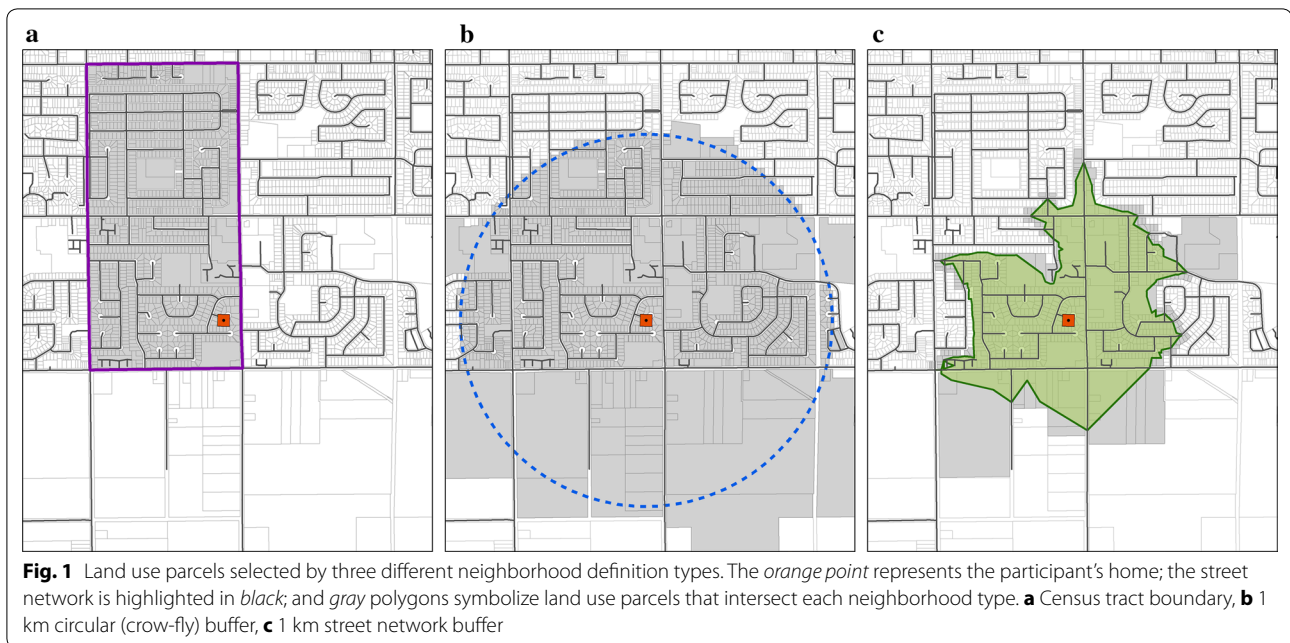 a
b
c
Fig. 1 Land use parcels selected by three different neighborhood definition types. The orange point represents the participant's home; the street
network is highlighted in black; and gray polygons symbolize land use parcels that intersect each neighborhood type. a Census tract boundary, b 1
km circular (crow-fly) buffer, c 1 km street network buffer